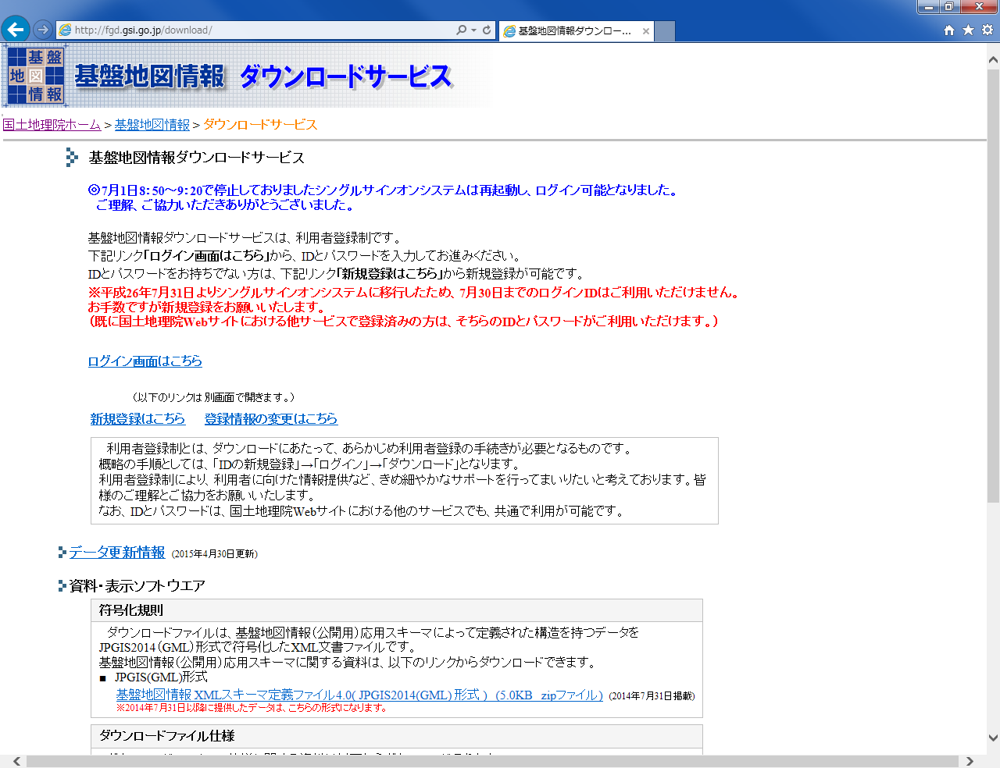 http://fgd.gsi.go.jp/download/
基盤地図情報ダウンロー...
基盤
地図
情報
基盤地図情報 ダウンロードサービス
国土地理院ホーム > 基盤地図情報 > ダウンロードサービス
基盤地図情報ダウンロードサービス
◎7月1日8：50～9：20で停止しておりましたシングルサインオンシステムは再起動し、ログイン可能となりました。
ご理解、ご協力いただきありがとうございました。
基盤地図情報ダウンロードサービスは、利用者登録制です。
下記リンク「ログイン画面はこちら」から、IDとパスワードを入力してお進みください。
IDとパスワードをお持ちでない方は、下記リンク「新規登録はこちら」から新規登録が可能です。
※平成26年7月31日よりシングルサインオンシステムに移行したため、7月30日までのログインIDはご利用いただけません。
お手数ですが新規登録をお願いいたします。
（既に国土地理院Webサイトにおける他サービスで登録済みの方は、そちらのIDとパスワードがご利用いただけます。）
ログイン画面はこちら
（以下のリンクは別画面で開きます。）
新規登録はこちら 登録情報の変更はこちら
利用者登録制とは、ダウンロードにあたって、あらかじめ利用者登録の手続きが必要となるものです。
概略の手順としては、「IDの新規登録」→「ログイン」→「ダウンロード」となります。
利用者登録制により、利用者に向けた情報提供など、きめ細やかなサポートを行ってまいりたいと考えております。皆
様のご理解とご協力をお願いいたします。
なお、IDとパスワードは、国土地理院Webサイトにおける他のサービスでも、共通で利用が可能です。
データ更新情報 (2015年4月30日更新)
資料・表示ソフトウエア
符号化規則
ダウンロードファイルは、基盤地図情報（公開用）応用スキーマによって定義された構造を持つデータを
JPGIS2014（GML）形式で符号化したXML文書ファイルです。
基盤地図情報（公開用）応用スキーマに関する資料は、以下のリンクからダウンロードできます。
■ JPGIS(GML)形式
基盤地図情報 XMLスキーマ定義ファイル4.0( JPGIS2014(GML) 形式 ) (5.0KB zipファイル) (2014年7月31日掲載)
※2014年7月31日以降に提供したデータは、こちらの形式になります。
ダウンロードファイル仕様